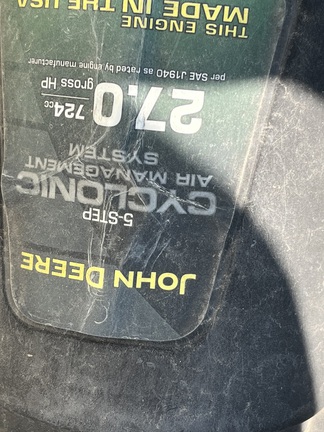 JOHN DEERE
5-STEP
CYCLONIC
AIR MANAGEMENT
SYSTEM
27.0 gross HP 724cc
per SAE J1940 as rated by engine manufacturer
THIS ENGINE
MADE IN THE USA